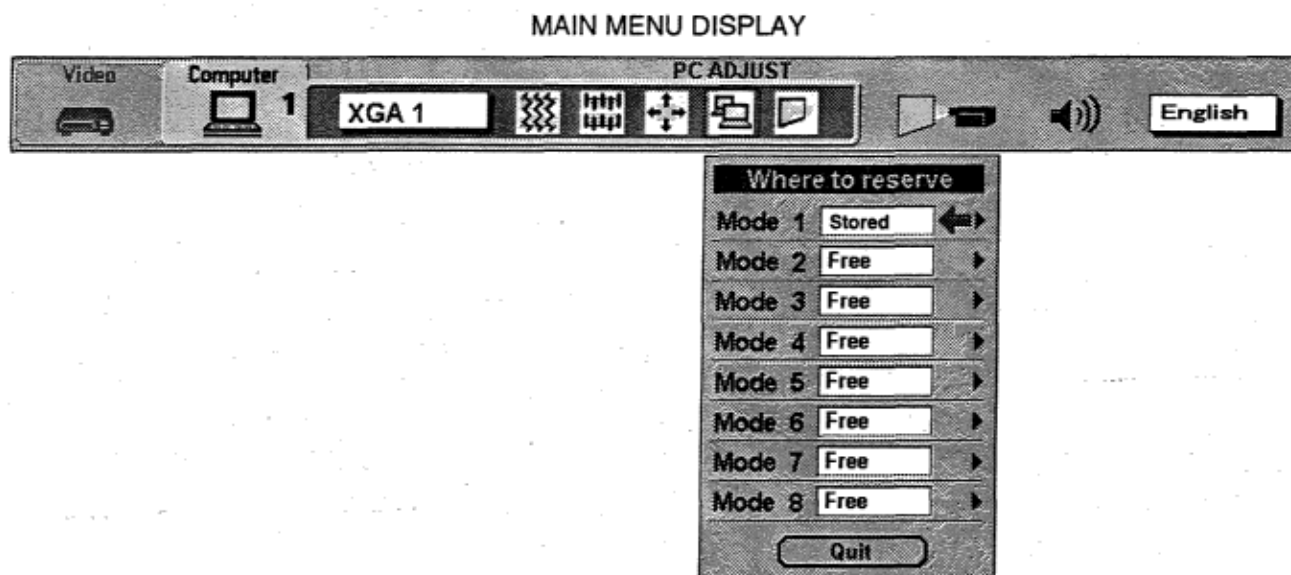 MAIN MENU DISPLAY
Video
Computer
PC ADJUST
1
XGA 1
English
Where to reserve
Mode 1 Stored
Mode 2 Free
Mode 3 Free
Mode 4 Free
Mode 5 Free
Mode 6 Free
Mode 7 Free
Mode 8 Free
Quit